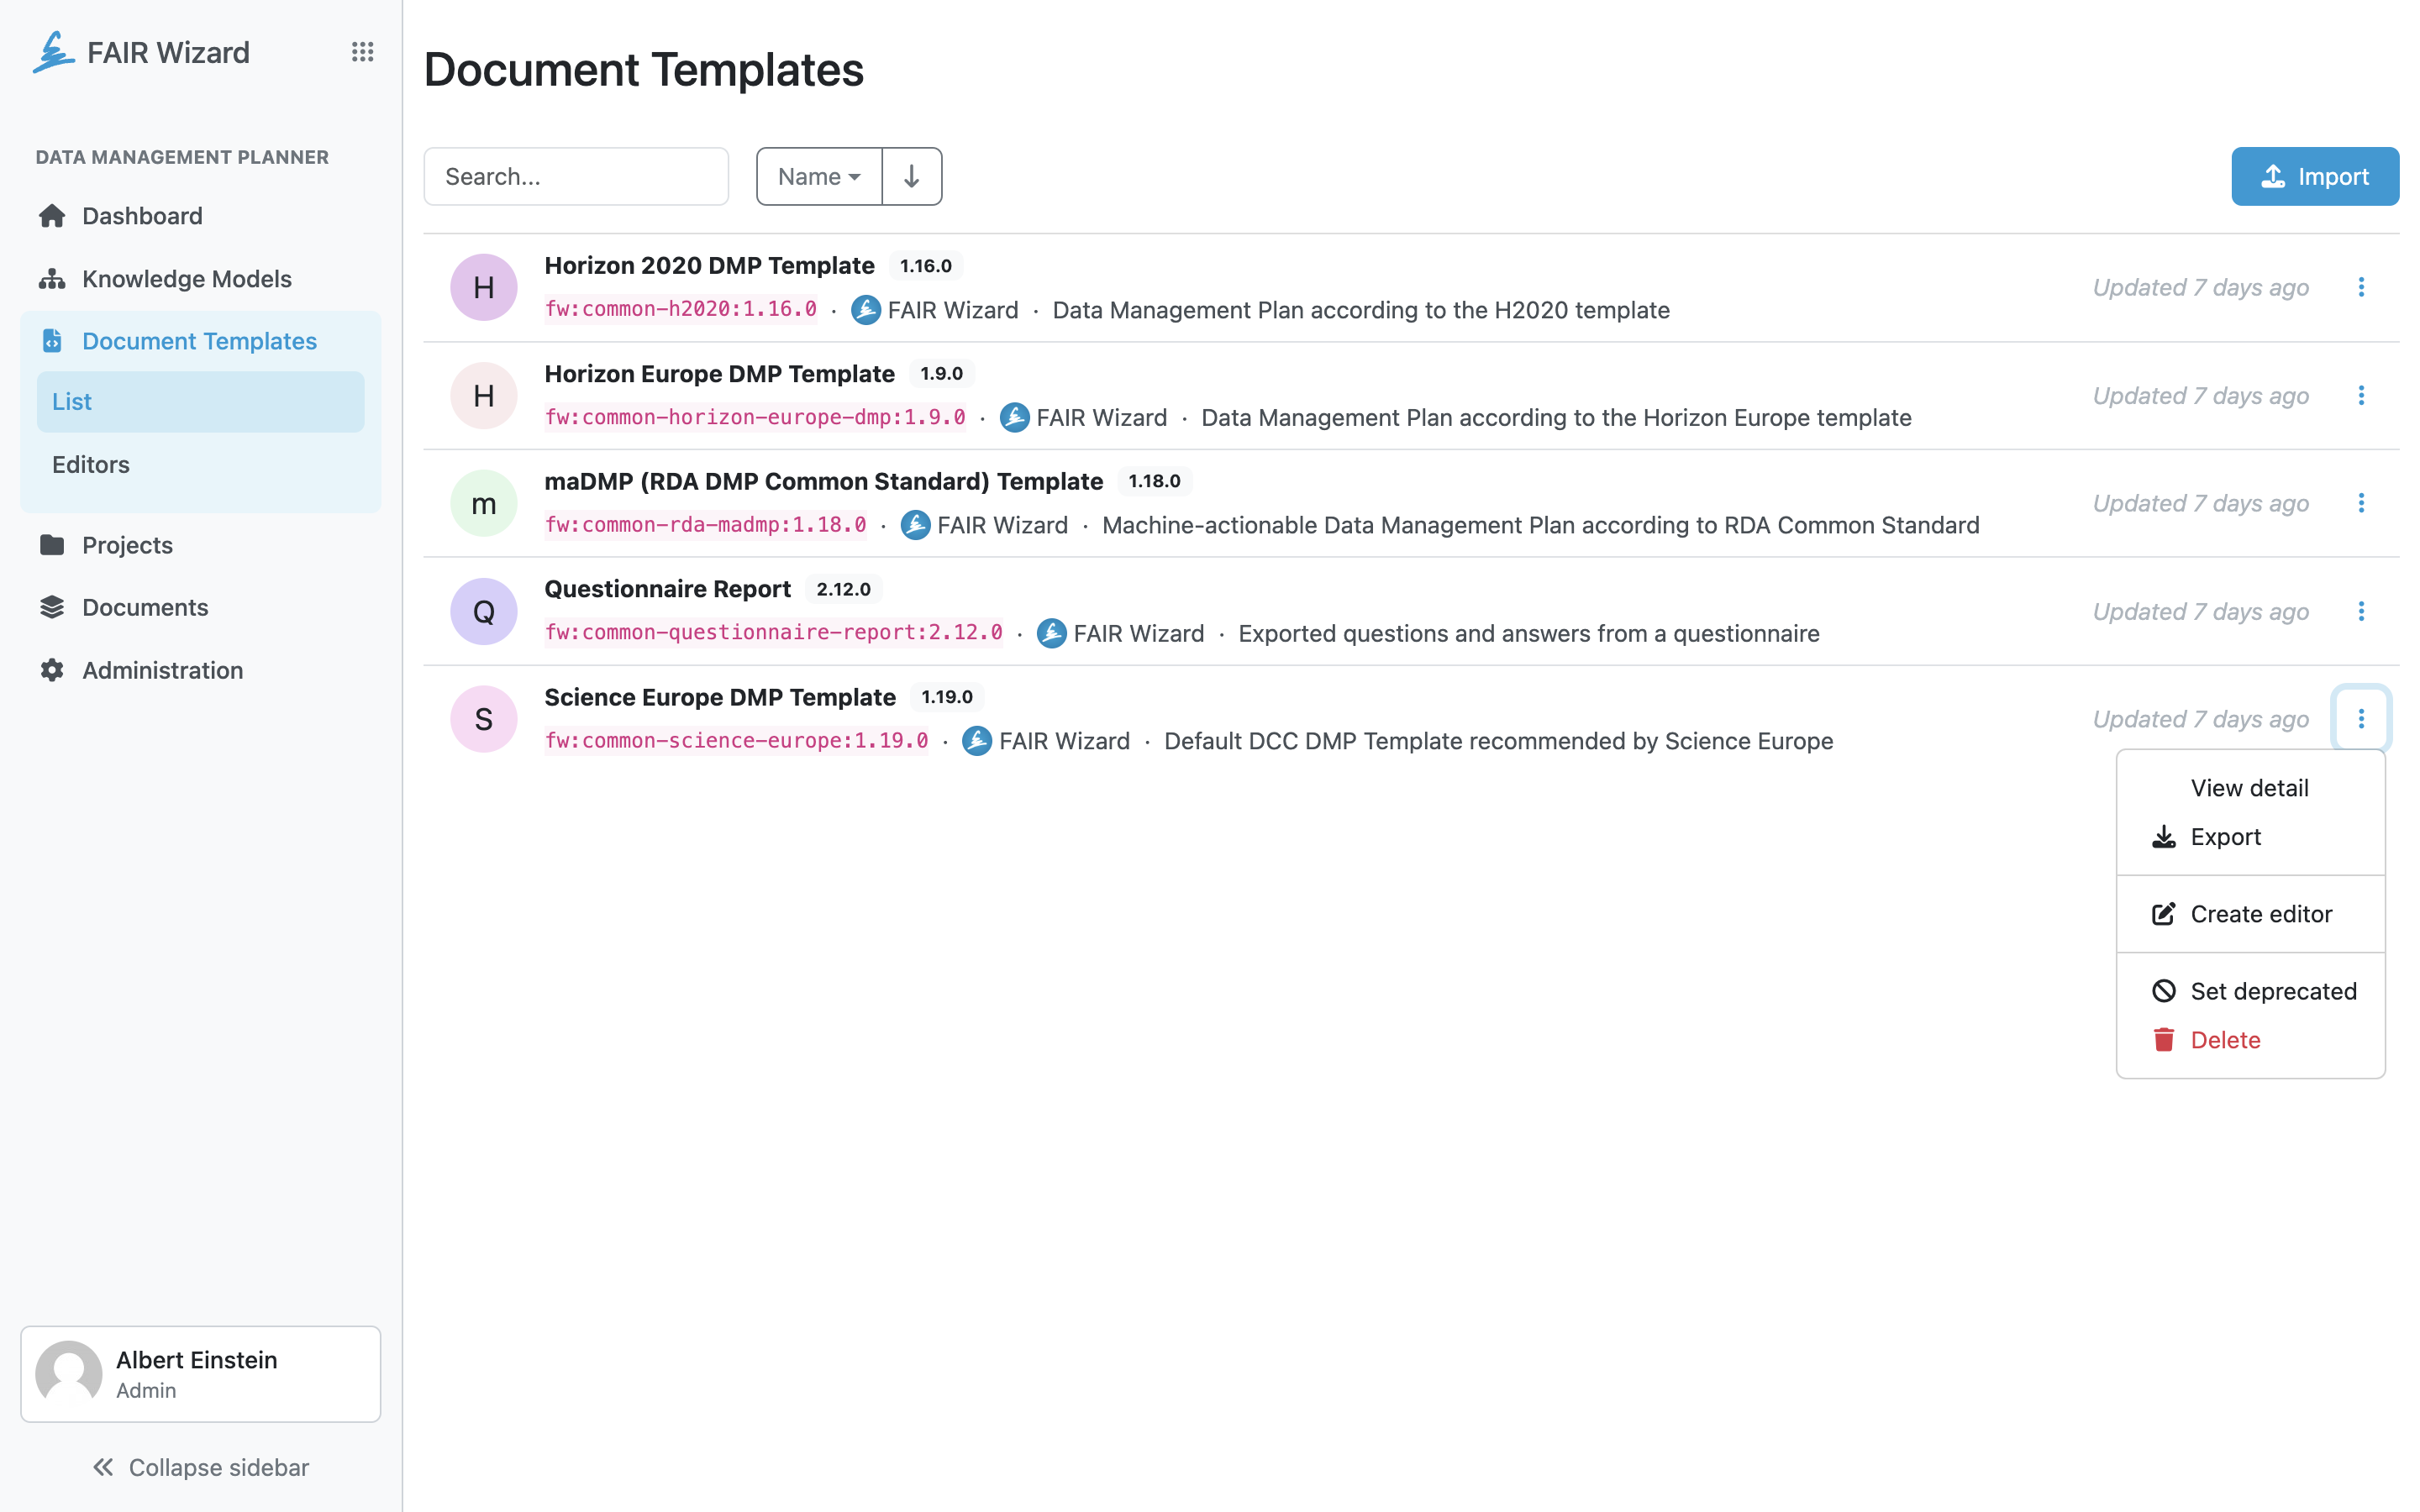 FAIR Wizard
DATA MANAGEMENT PLANNER
Dashboard
Knowledge Models
Document Templates
List
Editors
Projects
Documents
Administration
Albert Einstein
Admin
Collapse sidebar
Document Templates
Search...
Name
Import
H
Horizon 2020 DMP Template 1.16.0
fw:common-h2020:1.16.0 · FAIR Wizard · Data Management Plan according to the H2020 template
Updated 7 days ago
H
Horizon Europe DMP Template 1.9.0
fw:common-horizon-europe-dmp:1.9.0 · FAIR Wizard · Data Management Plan according to the Horizon Europe template
Updated 7 days ago
m
maDMP (RDA DMP Common Standard) Template 1.18.0
fw:common-rda-madmp:1.18.0 · FAIR Wizard · Machine-actionable Data Management Plan according to RDA Common Standard
Updated 7 days ago
Q
Questionnaire Report 2.12.0
fw:common-questionnaire-report:2.12.0 · FAIR Wizard · Exported questions and answers from a questionnaire
Updated 7 days ago
S
Science Europe DMP Template 1.19.0
fw:common-science-europe:1.19.0 · FAIR Wizard · Default DCC DMP Template recommended by Science Europe
Updated 7 days ago
View detail
Export
Create editor
Set deprecated
Delete